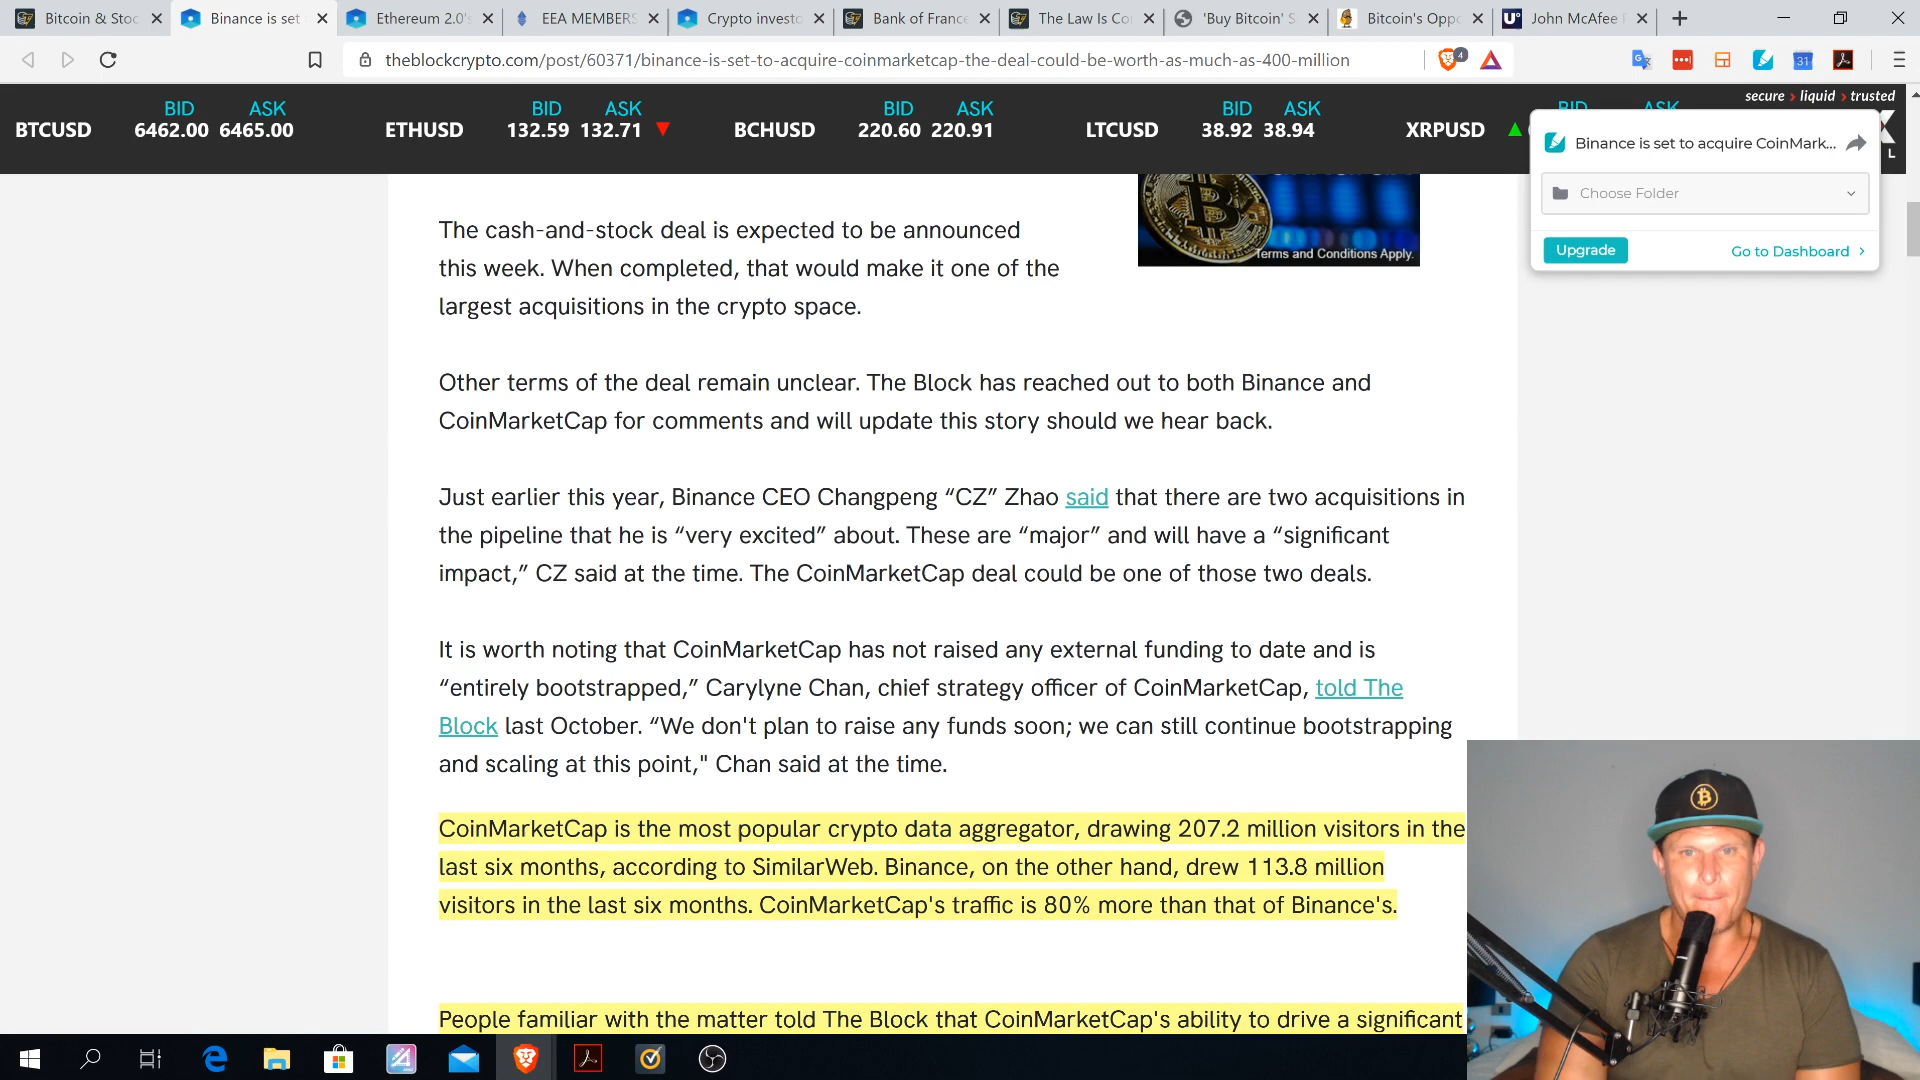 Bitcoin & Stoc
Binance is set
Ethereum 2.0's
EEA MEMBERS
Crypto investo
Bank of France
The Law Is Co
'Buy Bitcoin' S
Bitcoin's Oppo
John McAfee
theblockcrypto.com/post/60371/binance-is-set-to-acquire-coinmarketcap-the-deal-could-be-worth-as-much-as-400-million
4
31
secure › liquid › trusted
BID ASK
BID ASK
BID ASK
BID ASK
BID ASK
BTCUSD 6462.00 6465.00
ETHUSD 132.59 132.71
BCHUSD 220.60 220.91
LTCUSD 38.92 38.94
XRPUSD
L
Binance is set to acquire CoinMark...
Choose Folder
Upgrade
Go to Dashboard
Terms and Conditions Apply.
The cash-and-stock deal is expected to be announced
this week. When completed, that would make it one of the
largest acquisitions in the crypto space.
Other terms of the deal remain unclear. The Block has reached out to both Binance and
CoinMarketCap for comments and will update this story should we hear back.
Just earlier this year, Binance CEO Changpeng “CZ” Zhao said that there are two acquisitions in
the pipeline that he is “very excited” about. These are “major” and will have a “significant
impact,” CZ said at the time. The CoinMarketCap deal could be one of those two deals.
It is worth noting that CoinMarketCap has not raised any external funding to date and is
“entirely bootstrapped,” Carylyne Chan, chief strategy officer of CoinMarketCap, told The
Block last October. “We don't plan to raise any funds soon; we can still continue bootstrapping
and scaling at this point," Chan said at the time.
CoinMarketCap is the most popular crypto data aggregator, drawing 207.2 million visitors in the
last six months, according to SimilarWeb. Binance, on the other hand, drew 113.8 million
visitors in the last six months. CoinMarketCap's traffic is 80% more than that of Binance's.
People familiar with the matter told The Block that CoinMarketCap's ability to drive a significant